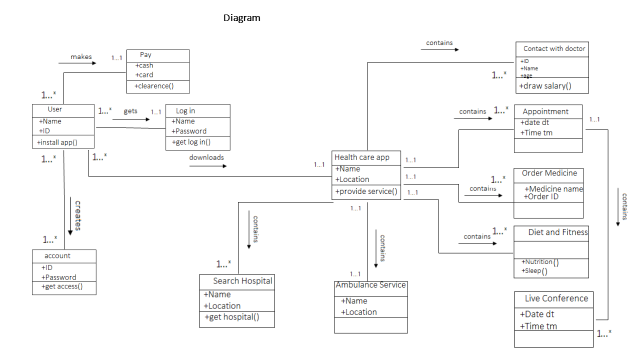 Diagram
makes
1..1
Pay
+cash
+card
+clearence()
1...*
User
+Name
+ID
+install app()
1...*
gets
1..1
Log in
+Name
+Password
+get log in()
1...*
1...*
downloads
1..1
creates
1...*
account
+ID
+Password
+get access()
Health care app
+Name
+Location
+provide service()
1..1
1..1
1..1
contains
1...*
Contact with doctor
+ID
+Name
+age
+draw salary()
contains
1...*
Appointment
+date dt
+Time tm
1..1
1...*
contains
Order Medicine
+Medicine name
+Order ID
contains
1...*
Diet and Fitness
+Nutrition()
+Sleep()
contains
Live Conference
+Date dt
+Time tm
1...*
contains
1...*
Search Hospital
+Name
+Location
+get hospital()
contains
1..1
Ambulance Service
+Name
+Location